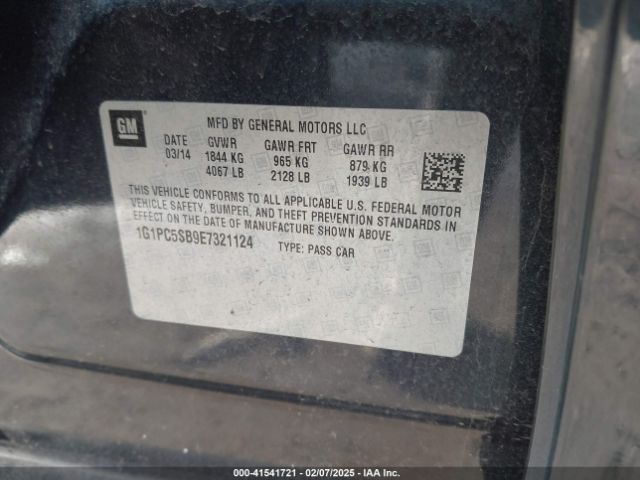 GM
MFD BY GENERAL MOTORS LLC
DATE GVWR GAWR FRT GAWR RR
03/14 1844 KG 965 KG 879 KG
4067 LB 2128 LB 1939 LB
THIS VEHICLE CONFORMS TO ALL APPLICABLE U.S. FEDERAL MOTOR
VEHICLE SAFETY, BUMPER, AND THEFT PREVENTION STANDARDS IN
EFFECT ON THE DATE OF MANUFACTURE SHOWN ABOVE.
1G1PC5SB9E7321124 TYPE: PASS CAR
000-41541721 - 02/07/2025 - IAA Inc.